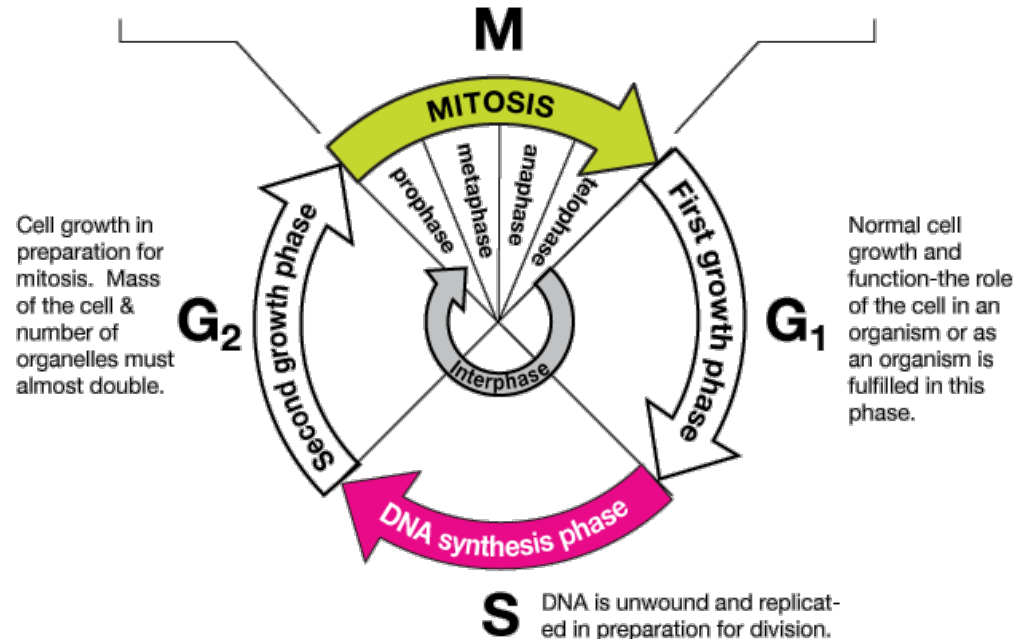 M
MITOSIS
prophase
metaphase
anaphase
telophase
Interphase
First growth phase
G₁
Normal cell
growth and
function-the role
of the cell in an
organism or as
an organism is
fulfilled in this
phase.
DNA synthesis phase
S
DNA is unwound and replicat-
ed in preparation for division.
Second growth phase
G₂
Cell growth in
preparation for
mitosis. Mass
of the cell &
number of
organelles must
almost double.